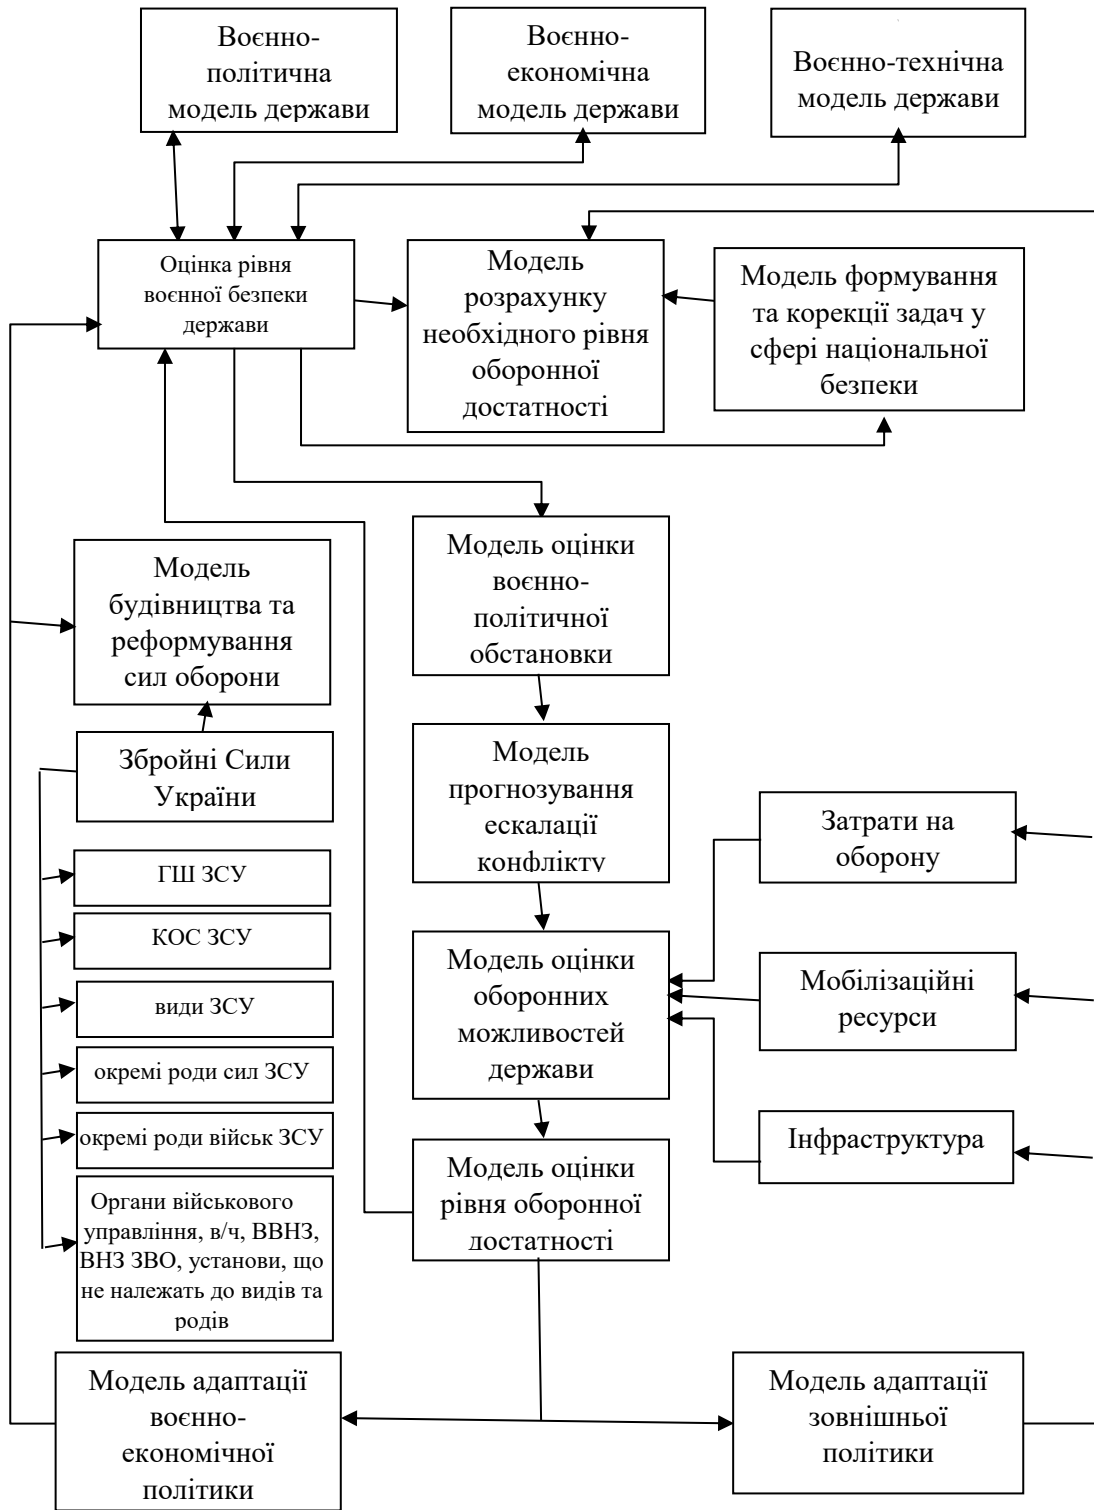 Воєнно-
політична
модель держави
Воєнно-
економічна
модель держави
Воєнно-технічна
модель держави
Оцінка рівня
воєнної безпеки
держави
Модель
розрахунку
необхідного рівня
оборонної
достатності
Модель формування
та корекції задач у
сфері національної
безпеки
Модель оцінки
воєнно-
політичної
обстановки
Модель
будівництва та
реформування
сил оборони
Збройні Сили
України
Модель
прогнозування
ескалації
конфлікту
Затрати на
оборону
ГШ ЗСУ
КОС ЗСУ
види ЗСУ
окремі роди сил ЗСУ
окремі роди військ ЗСУ
Модель оцінки
оборонних
можливостей
держави
Мобілізаційні
ресурси
Інфраструктура
Модель оцінки
рівня оборонної
достатності
Органи військового
управління, в/ч, ВВНЗ,
ВНЗ ЗВО, установи, що
не належать до видів та
родів
Модель адаптації
воєнно-
економічної
політики
Модель адаптації
зовнішньої
політики